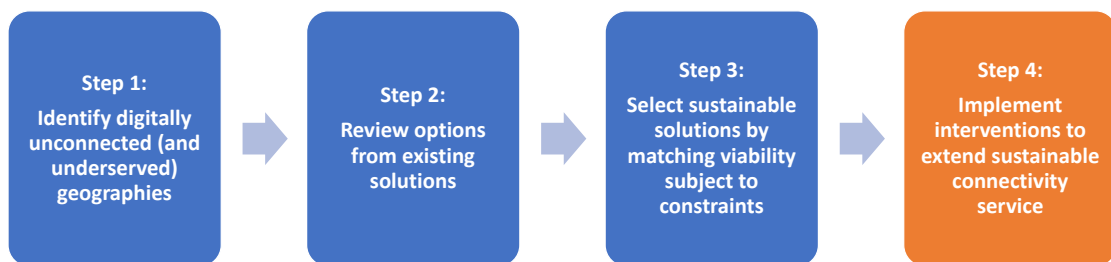 Step 1:
Identify digitally
unconnected (and
underserved)
geographies
Step 2:
Review options
from existing
solutions
Step 3:
Select sustainable
solutions by
matching viability
subject to
constraints
Step 4:
Implement
interventions to
extend sustainable
connectivity
service